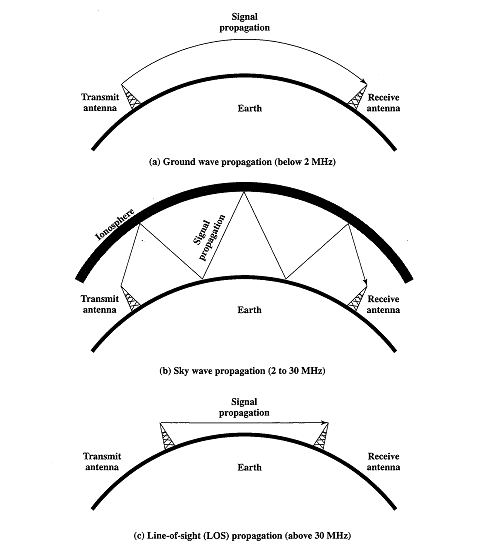 Signal
propagation
Transmit
antenna
Earth
Receive
antenna
(a) Ground wave propagation (below 2 MHz)
Ionosphere
Signal
propagation
Transmit
antenna
Earth
Receive
antenna
(b) Sky wave propagation (2 to 30 MHz)
Signal
propagation
Transmit
antenna
Earth
Receive
antenna
(c) Line-of-sight (LOS) propagation (above 30 MHz)